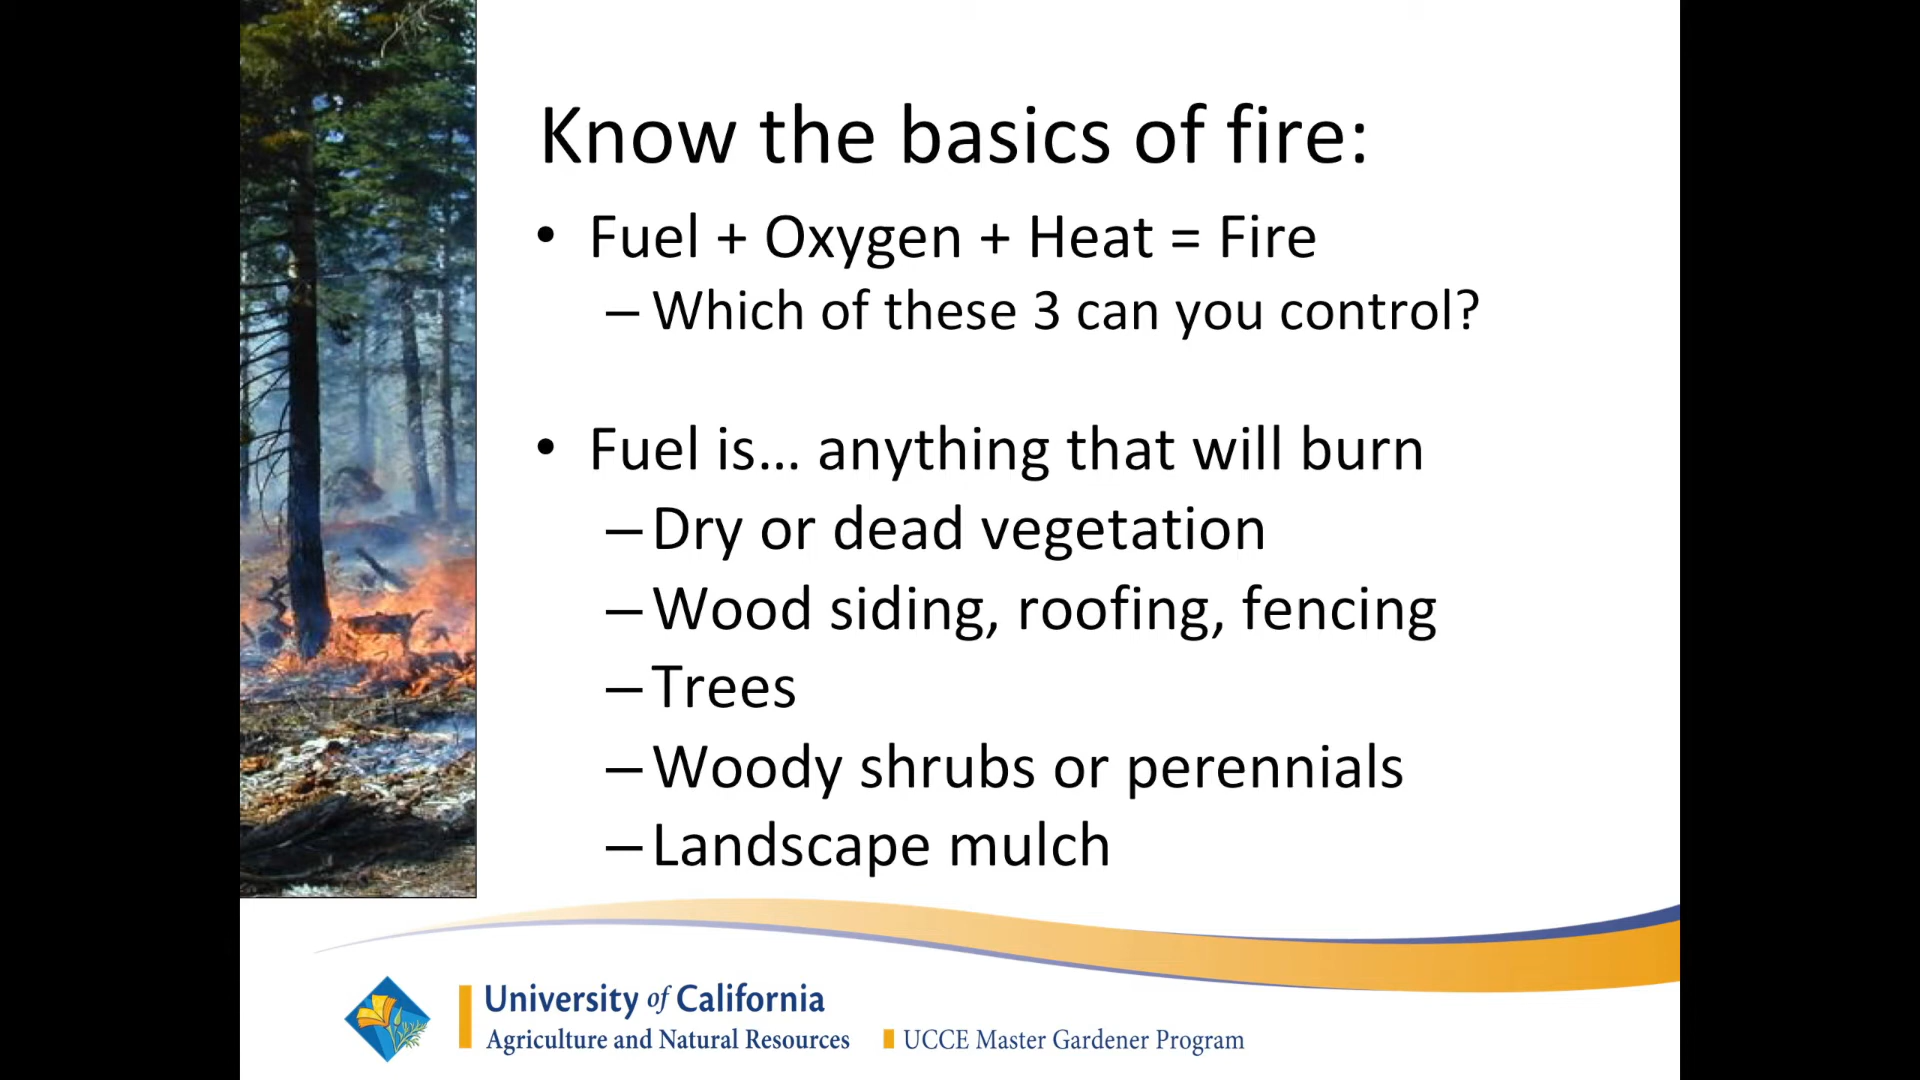 Know the basics of fire:
• Fuel + Oxygen + Heat = Fire
– Which of these 3 can you control?
• Fuel is… anything that will burn
– Dry or dead vegetation
– Wood siding, roofing, fencing
– Trees
– Woody shrubs or perennials
– Landscape mulch
University of California
Agriculture and Natural Resources
UCCE Master Gardener Program